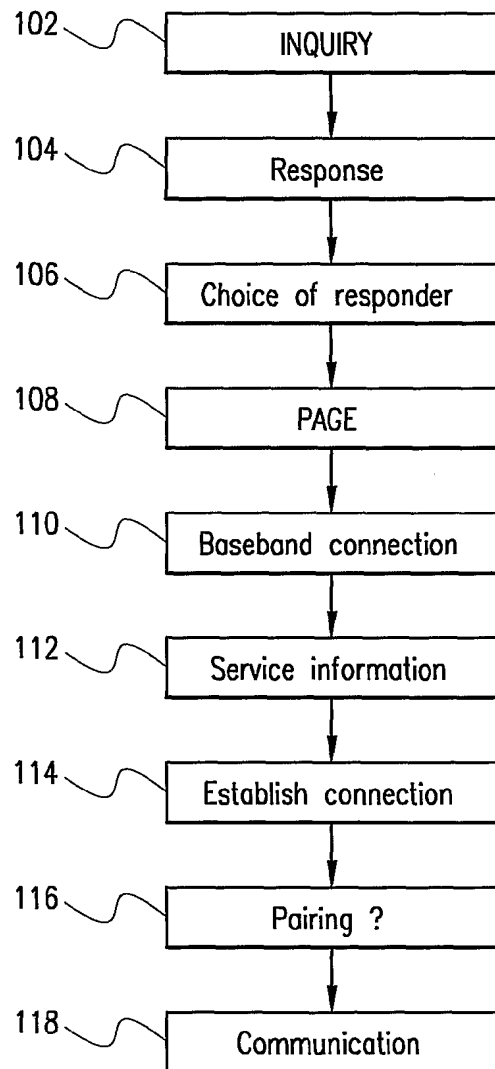 102 INQUIRY
104 Response
106 Choice of responder
108 PAGE
110 Baseband connection
112 Service information
114 Establish connection
116 Pairing ?
118 Communication